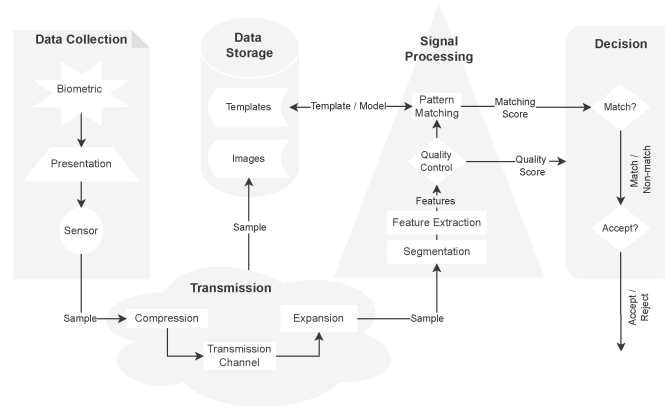 Data Collection
Biometric
Presentation
Sensor
Sample
Data
Storage
Templates
Images
Sample
Template / Model
Transmission
Compression
Transmission
Channel
Expansion
Sample
Signal
Processing
Pattern
Matching
Quality
Control
Features
Feature Extraction
Segmentation
Matching
Score
Quality
Score
Decision
Match?
Match /
Non-match
Accept?
Accept /
Reject